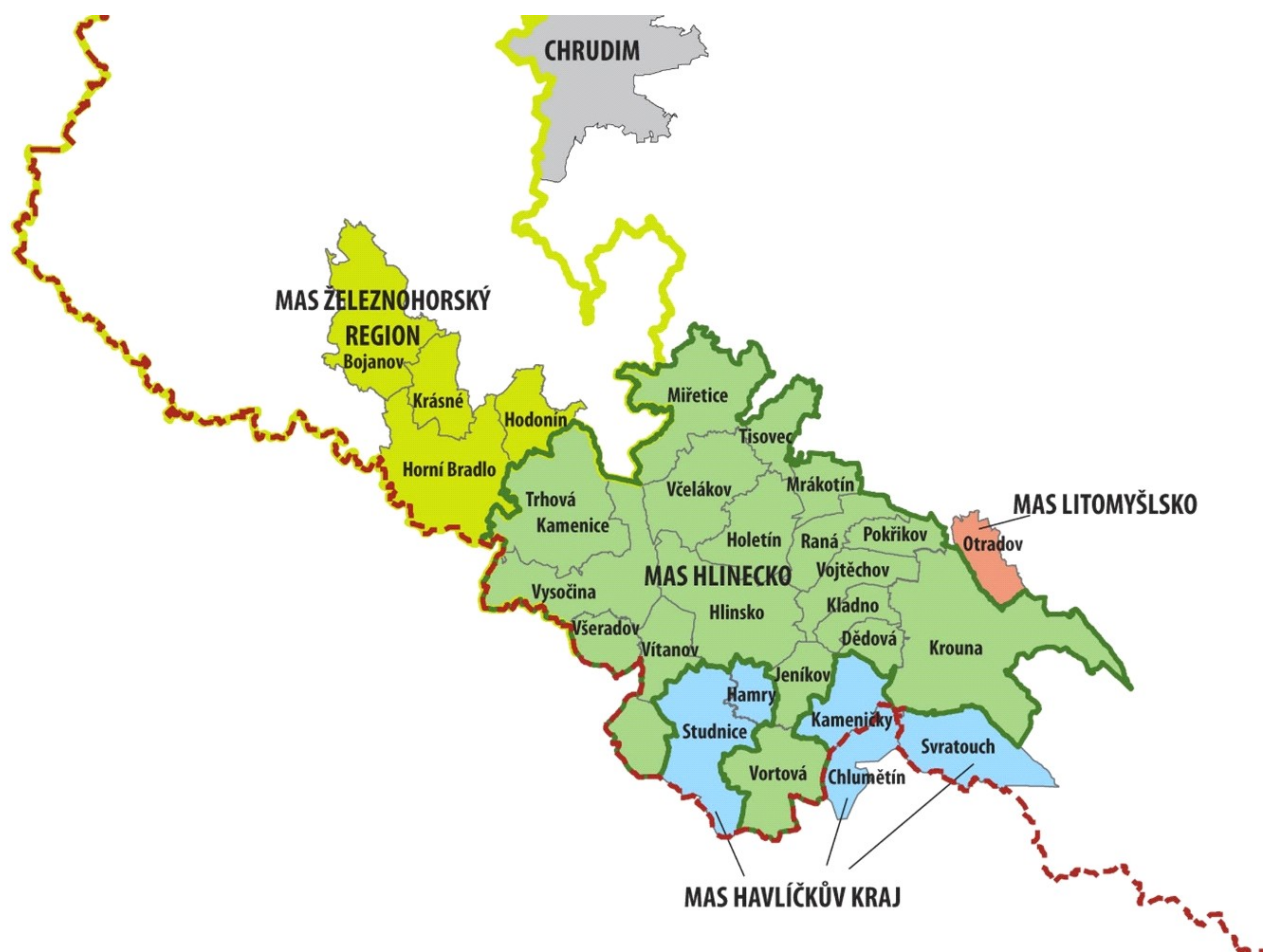 CHRUDIM
MAS ŽELEZNOHORSKÝ
REGION
Bojanov
Krásné
Hodonín
Horní Bradlo
Miřetice
Tisovec
Včelákov
Mrákotín
Trhová
Kamenice
MAS LITOMYŠLSKO
Otradov
Holetín
Raná
Pokřikov
MAS HLINECKO
Vojtěchov
Vysočina
Hlinsko
Kladno
Všeradov
Vítanov
Dědová
Krouna
Jeníkov
Hamry
Studnice
Kameničky
Svratouch
Vortová
Chlumětín
MAS HAVLÍČKŮV KRAJ